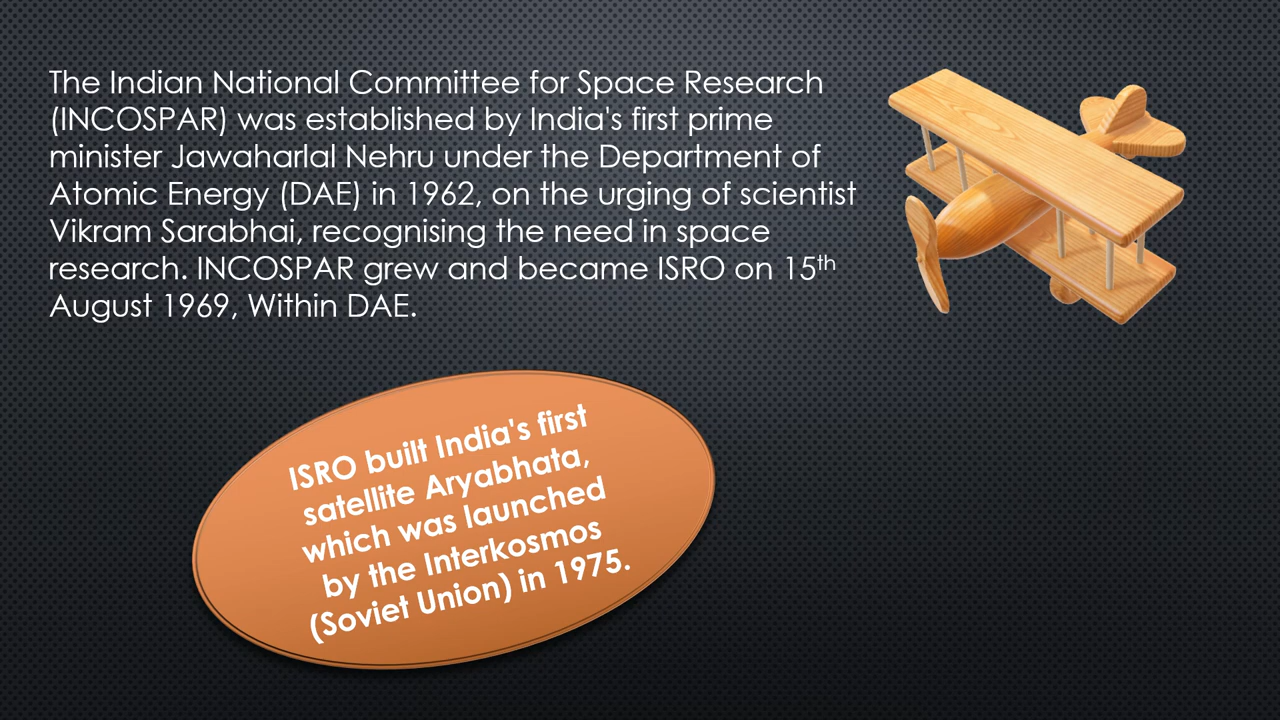 The Indian National Committee for Space Research
(INCOSPAR) was established by India's first prime
minister Jawaharlal Nehru under the Department of
Atomic Energy (DAE) in 1962, on the urging of scientist
Vikram Sarabhai, recognising the need in space
research. INCOSPAR grew and became ISRO on 15th
August 1969, Within DAE.
ISRO built India's first
satellite Aryabhata,
which was launched
by the Interkosmos
(Soviet Union) in 1975.